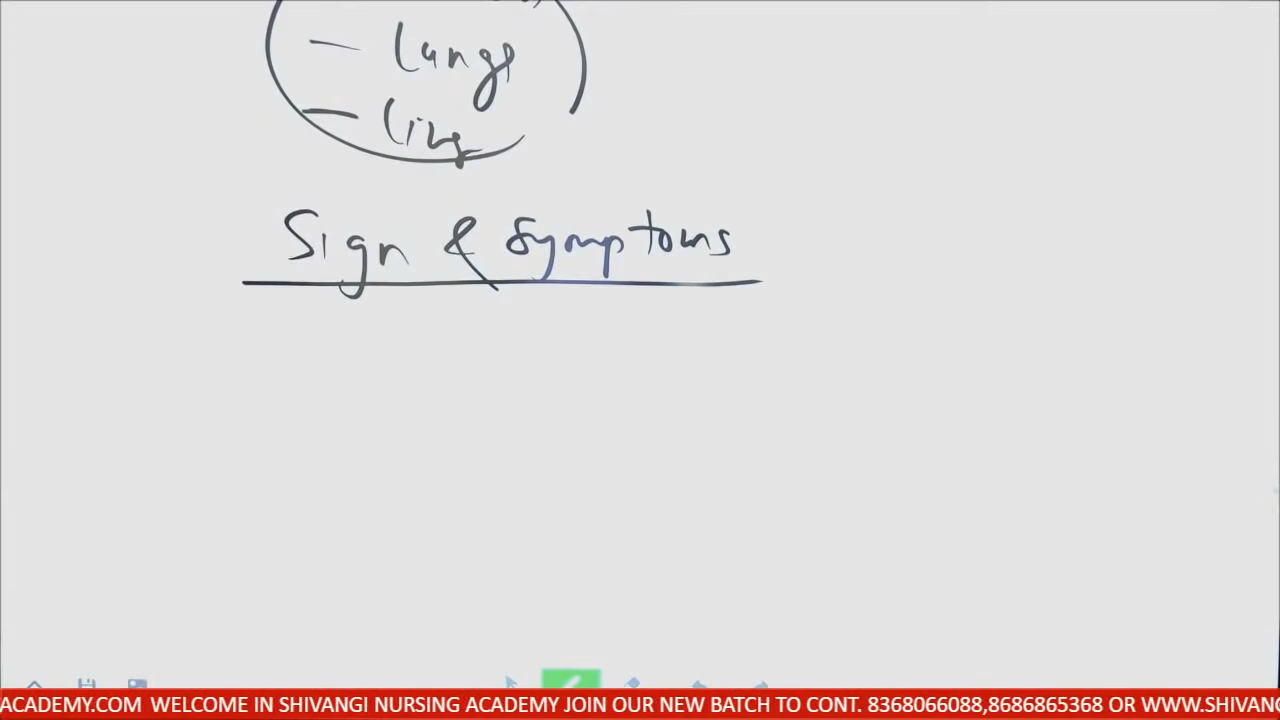 — Lungs
— Liver
Sign & Symptoms
ACADEMY.COM WELCOME IN SHIVANGI NURSING ACADEMY JOIN OUR NEW BATCH TO CONT. 8368066088,8686865368 OR WWW.SHIVANG